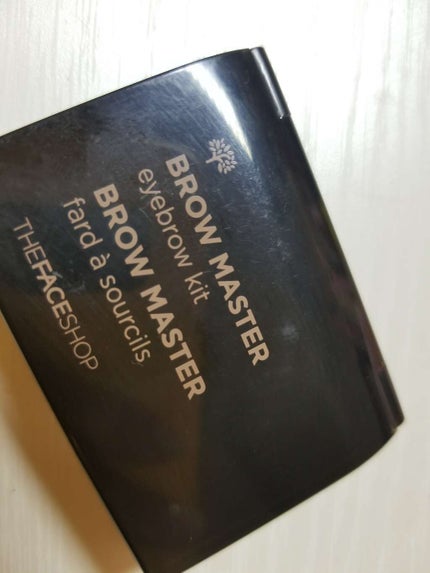 BROW MASTER
eyebrow kit
BROW MASTER
fard à sourcils
THEFACESHOP